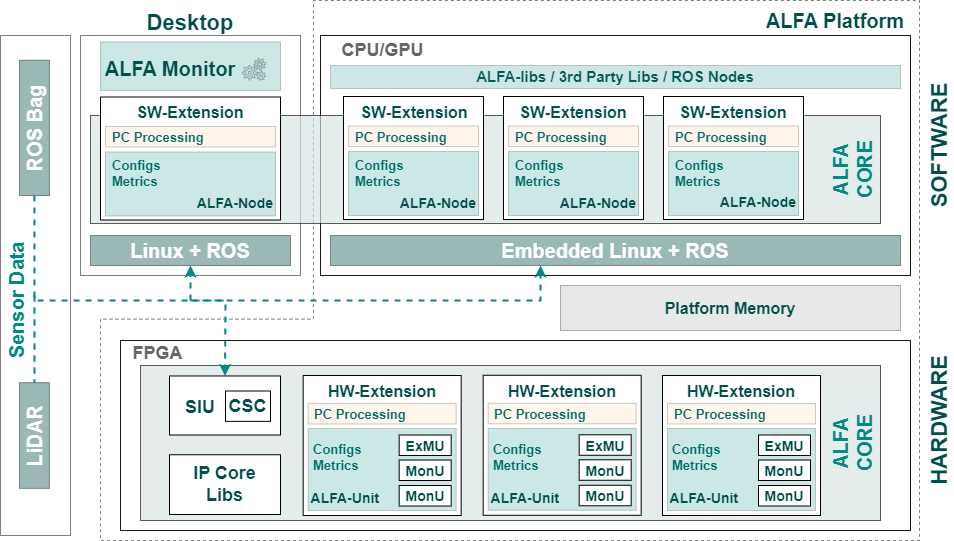 Desktop
ALFA Platform
ROS Bag
Sensor Data
LiDAR
ALFA Monitor
SW-Extension
PC Processing
Configs
Metrics
ALFA-Node
Linux + ROS
CPU/GPU
ALFA-libs / 3rd Party Libs / ROS Nodes
SW-Extension
PC Processing
Configs
Metrics
ALFA-Node
SW-Extension
PC Processing
Configs
Metrics
ALFA-Node
SW-Extension
PC Processing
Configs
Metrics
ALFA-Node
ALFA
CORE
Embedded Linux + ROS
SOFTWARE
Platform Memory
FPGA
SIU
CSC
IP Core
Libs
HW-Extension
PC Processing
Configs
Metrics
ALFA-Unit
ExMU
MonU
MonU
HW-Extension
PC Processing
Configs
Metrics
ALFA-Unit
ExMU
MonU
MonU
HW-Extension
PC Processing
Configs
Metrics
ALFA-Unit
ExMU
MonU
MonU
ALFA
CORE
HARDWARE